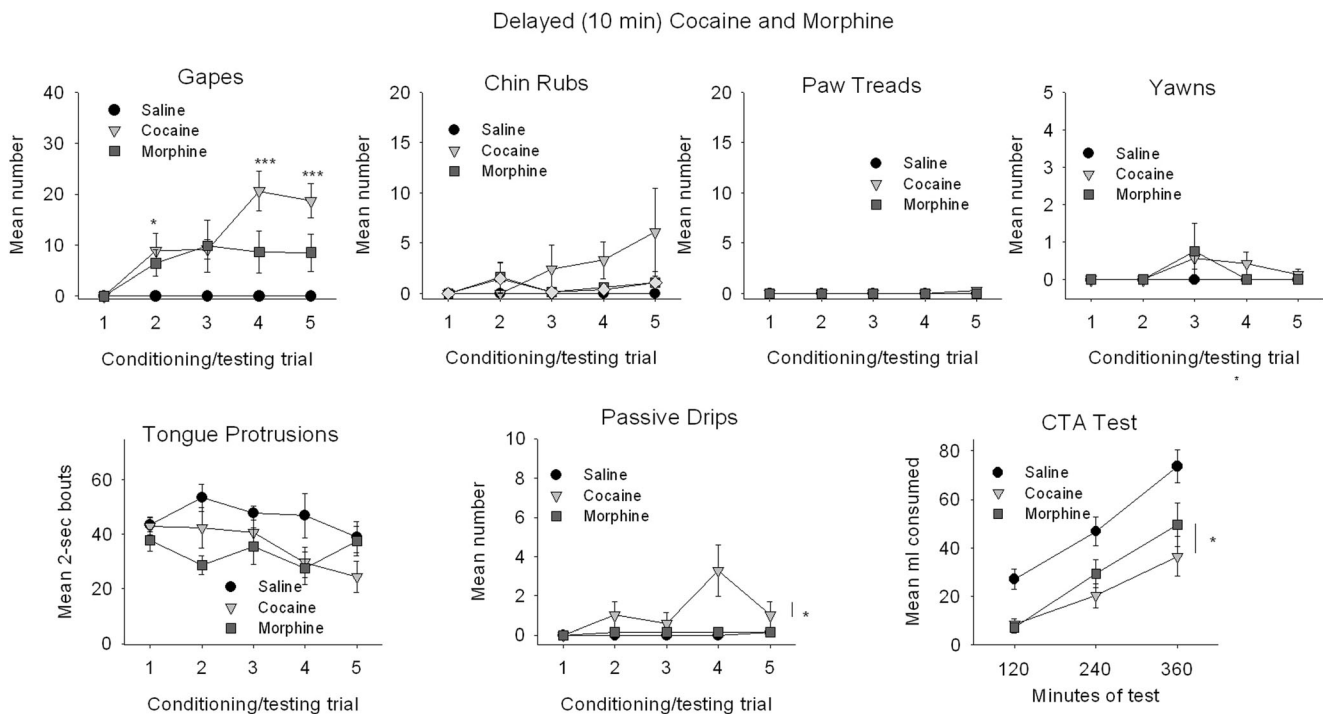 Delayed (10 min) Cocaine and Morphine
Gapes
Mean number
40
30
20
10
0
Saline
Cocaine
Morphine
*
***
***
1 2 3 4 5
Conditioning/testing trial
Chin Rubs
Mean number
20
15
10
5
0
Saline
Cocaine
Morphine
1 2 3 4 5
Conditioning/testing trial
Paw Treads
Mean number
20
15
10
5
0
Saline
Cocaine
Morphine
1 2 3 4 5
Conditioning/testing trial
Yawns
Mean number
5
4
3
2
1
0
Saline
Cocaine
Morphine
1 2 3 4 5
Conditioning/testing trial
*
Tongue Protrusions
Mean 2-sec bouts
60
40
20
0
Saline
Cocaine
Morphine
1 2 3 4 5
Conditioning/testing trial
Passive Drips
Mean number
10
8
6
4
2
0
Saline
Cocaine
Morphine
*
1 2 3 4 5
Conditioning/testing trial
CTA Test
Mean ml consumed
80
60
40
20
0
Saline
Cocaine
Morphine
*
120 240 360
Minutes of test